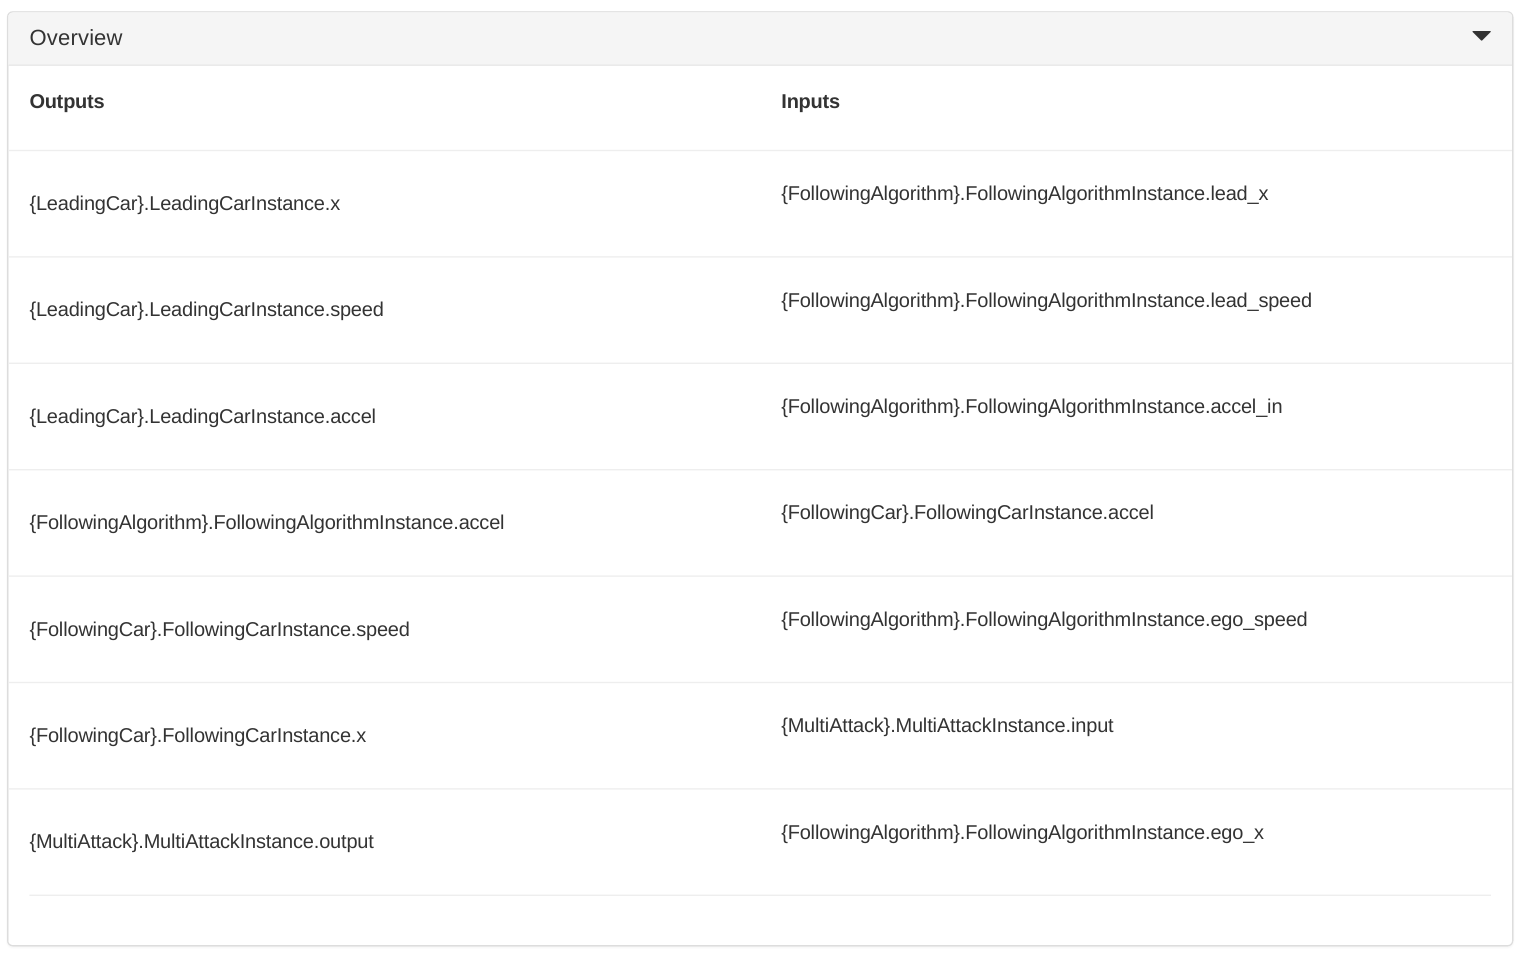 Overview
Outputs Inputs
{LeadingCar}.LeadingCarInstance.x {FollowingAlgorithm}.FollowingAlgorithmInstance.lead_x
{LeadingCar}.LeadingCarInstance.speed {FollowingAlgorithm}.FollowingAlgorithmInstance.lead_speed
{LeadingCar}.LeadingCarInstance.accel {FollowingAlgorithm}.FollowingAlgorithmInstance.accel_in
{FollowingAlgorithm}.FollowingAlgorithmInstance.accel {FollowingCar}.FollowingCarInstance.accel
{FollowingCar}.FollowingCarInstance.speed {FollowingAlgorithm}.FollowingAlgorithmInstance.ego_speed
{FollowingCar}.FollowingCarInstance.x {MultiAttack}.MultiAttackInstance.input
{MultiAttack}.MultiAttackInstance.output {FollowingAlgorithm}.FollowingAlgorithmInstance.ego_x